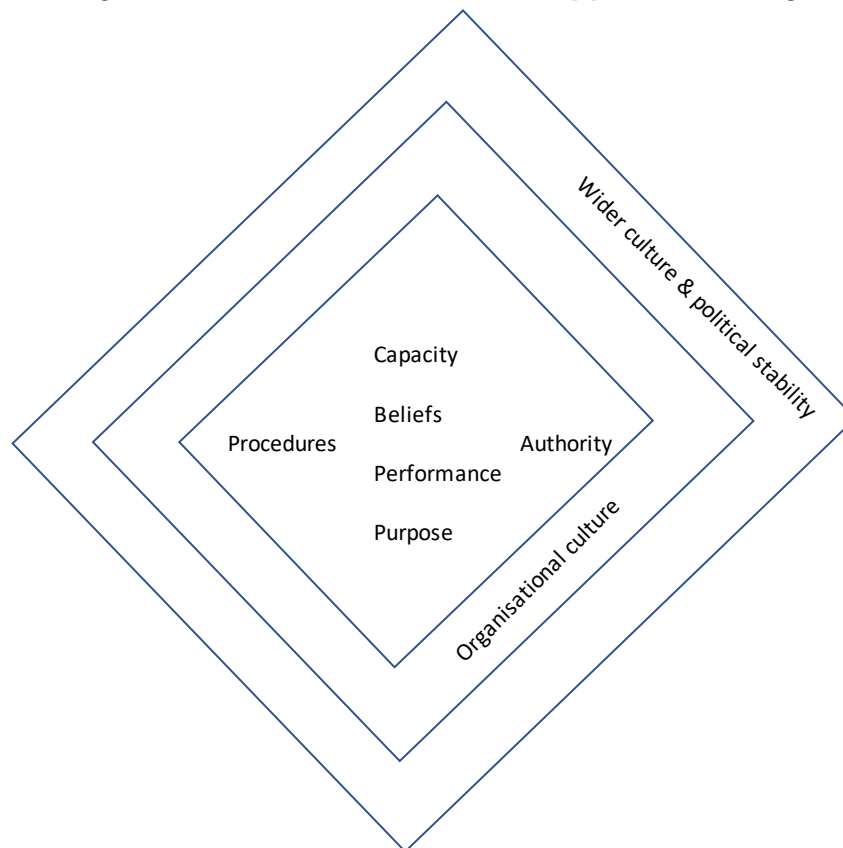 Wider culture & political stability
Capacity
Beliefs
Procedures
Authority
Performance
Purpose
Organisational culture